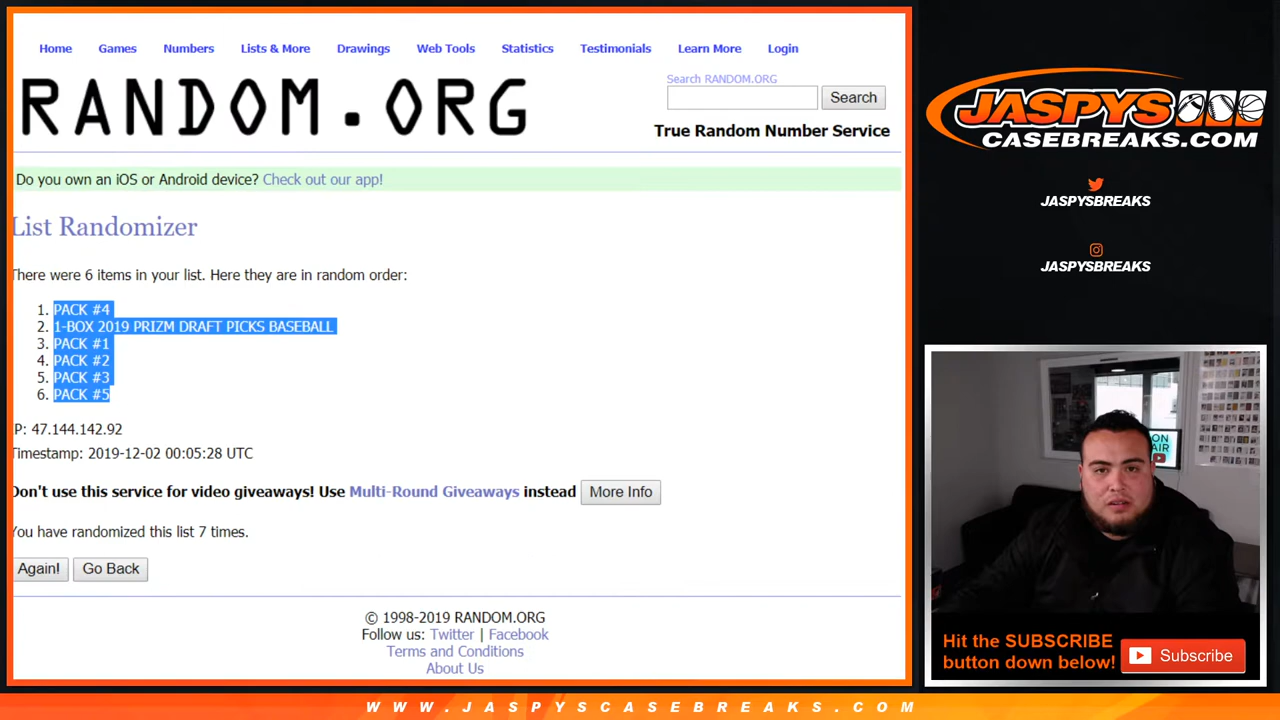 Home Games Numbers Lists & More Drawings Web Tools Statistics Testimonials Learn More Login
RANDOM.ORG
Search RANDOM.ORG
Search
True Random Number Service
Do you own an iOS or Android device? Check out our app!
List Randomizer
There were 6 items in your list. Here they are in random order:
1. PACK #4
2. 1-BOX 2019 PRIZM DRAFT PICKS BASEBALL
3. PACK #1
4. PACK #2
5. PACK #3
6. PACK #5
P: 47.144.142.92
Timestamp: 2019-12-02 00:05:28 UTC
Don't use this service for video giveaways! Use Multi-Round Giveaways instead More Info
You have randomized this list 7 times.
Again! Go Back
© 1998-2019 RANDOM.ORG
Follow us: Twitter | Facebook
Terms and Conditions
About Us
JASPYS
CASEBREAKS.COM
JASPYSBREAKS
JASPYSBREAKS
ON
AIR
Hit the SUBSCRIBE
button down below!
Subscribe
WWW.JASPYSCASEBREAKS.COM